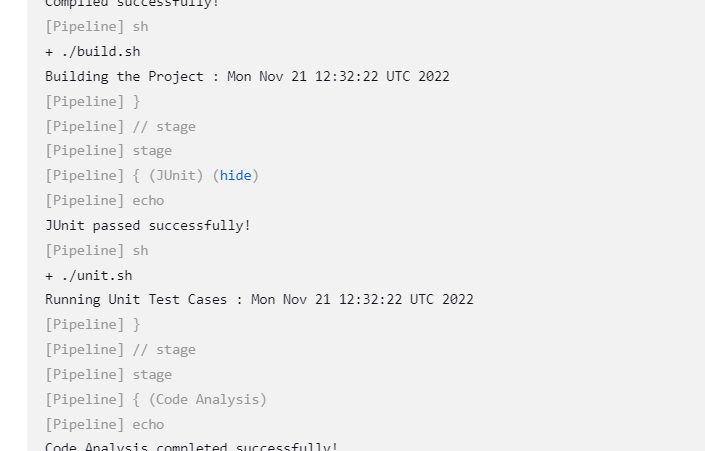 Compiled successfully!
[Pipeline] sh
+ ./build.sh
Building the Project : Mon Nov 21 12:32:22 UTC 2022
[Pipeline] }
[Pipeline] // stage
[Pipeline] stage
[Pipeline] { (JUnit) (hide)
[Pipeline] echo
JUnit passed successfully!
[Pipeline] sh
+ ./unit.sh
Running Unit Test Cases : Mon Nov 21 12:32:22 UTC 2022
[Pipeline] }
[Pipeline] // stage
[Pipeline] stage
[Pipeline] { (Code Analysis)
[Pipeline] echo
Code Analysis completed successfully!